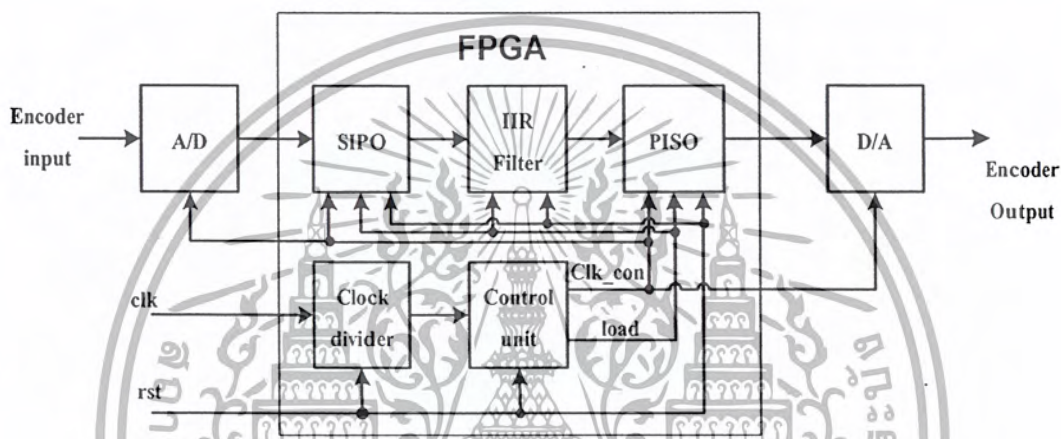 FPGA
Encoder
input
A/D
SIPO
IIR
Filter
PISO
D/A
Encoder
Output
clk
Clock
divider
Control
unit
Clk_con
load
rst